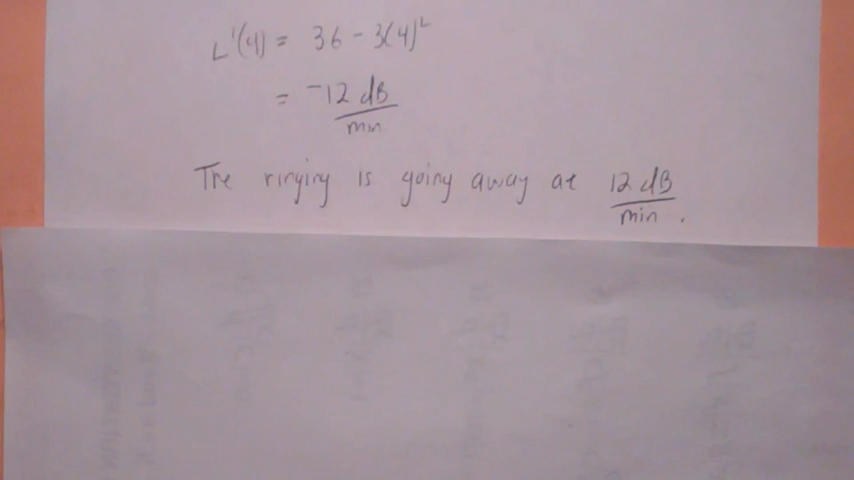 L'(4) = 36 - 3(4)²
= -12 dB/min
The ringing is going away at 12 dB/min.